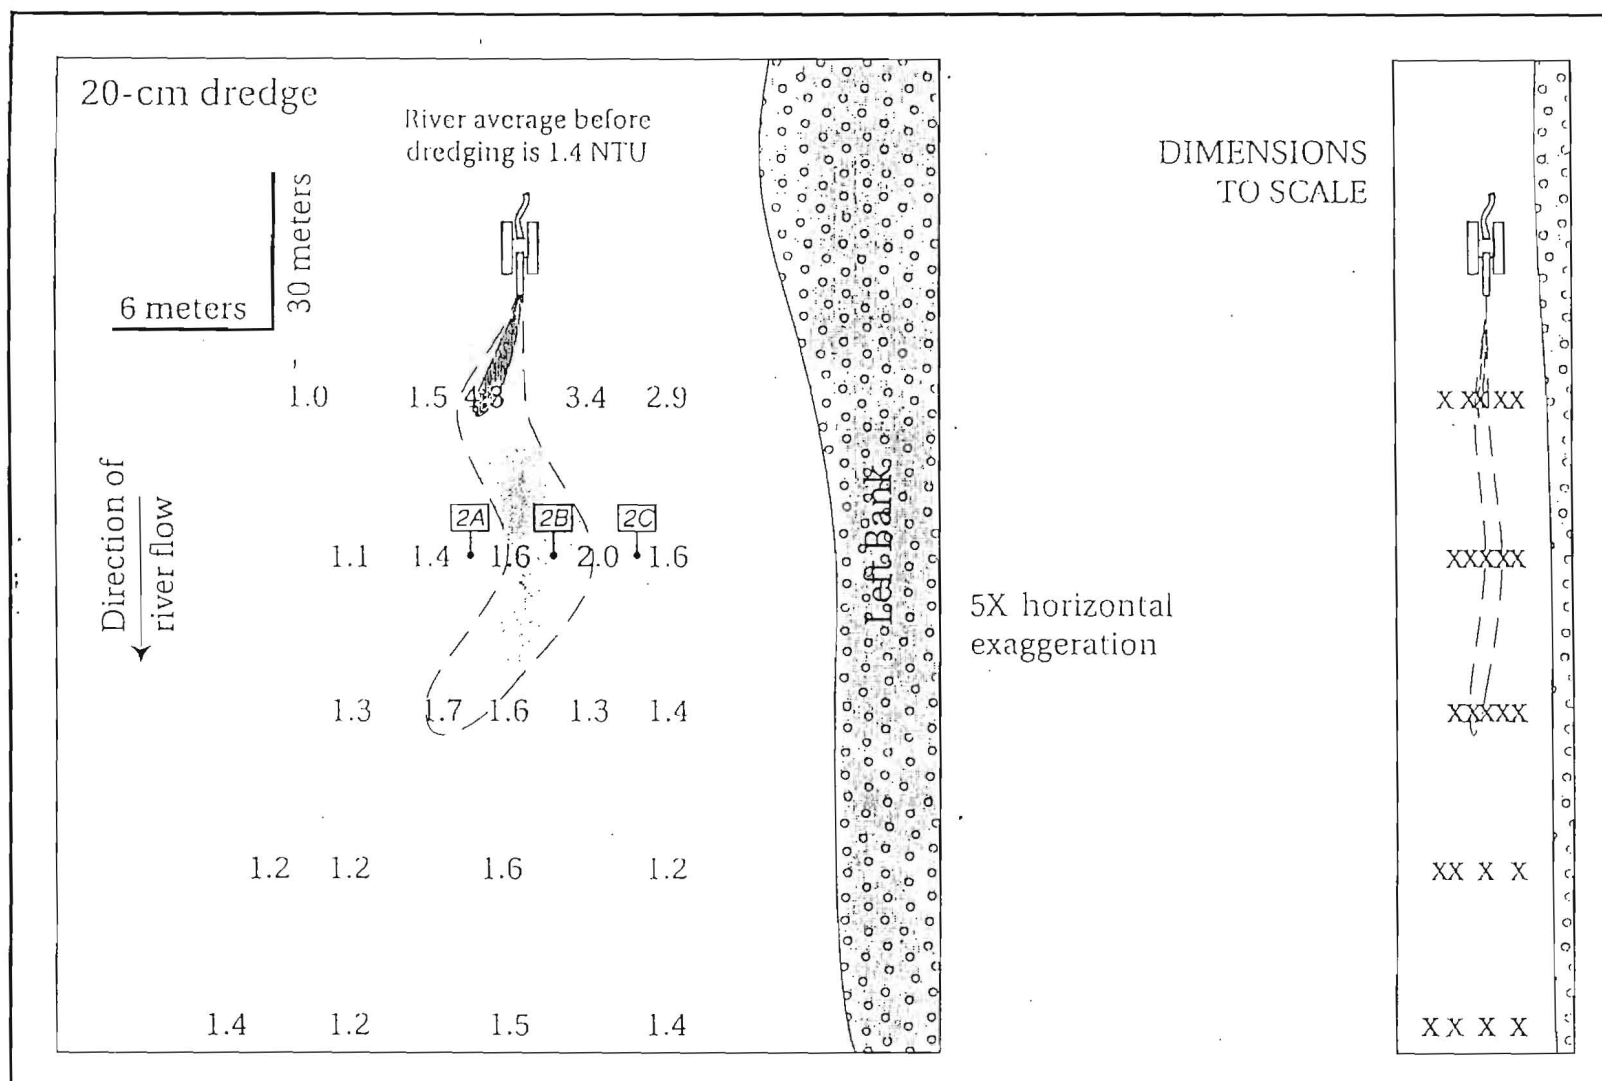 20-cm dredge
River average before
dredging is 1.4 NTU
DIMENSIONS
TO SCALE
30 meters
6 meters
1.0 1.5 3.4 2.9
X XXXX
Direction of
river flow
2A 2B 2C
1.1 1.4 1.6 2.0 1.6
XXXXX
Left Bank
5X horizontal
exaggeration
1.3 1.7 1.6 1.3 1.4
XXXXX
1.2 1.2 1.6 1.2
XX X X
1.4 1.2 1.5 1.4
XX X X